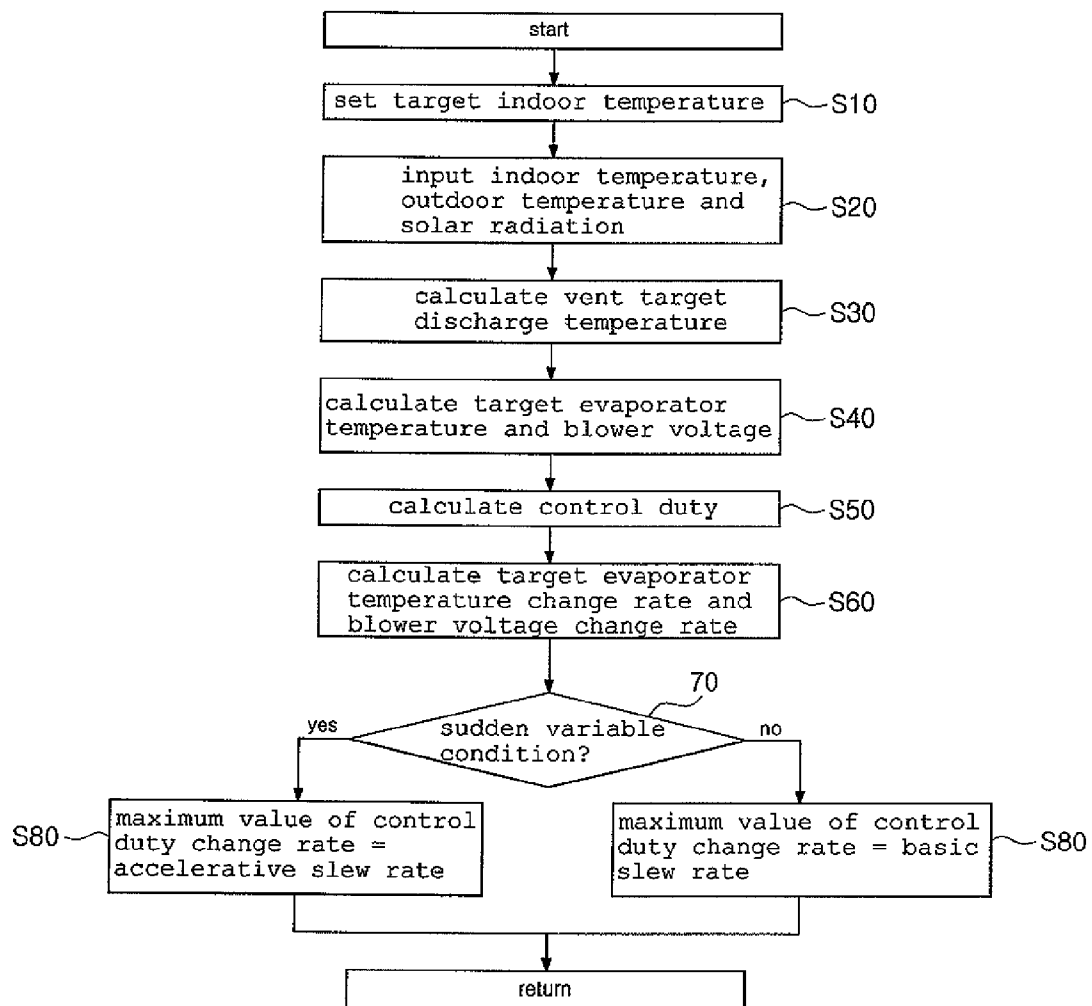 start
set target indoor temperature
S10
input indoor temperature,
outdoor temperature and
solar radiation
S20
calculate vent target
discharge temperature
S30
calculate target evaporator
temperature and blower voltage
S40
calculate control duty
S50
calculate target evaporator
temperature change rate and
blower voltage change rate
S60
70
yes
sudden variable
condition?
no
S80
maximum value of control
duty change rate =
accelerative slew rate
maximum value of control
duty change rate = basic
slew rate
S80
return